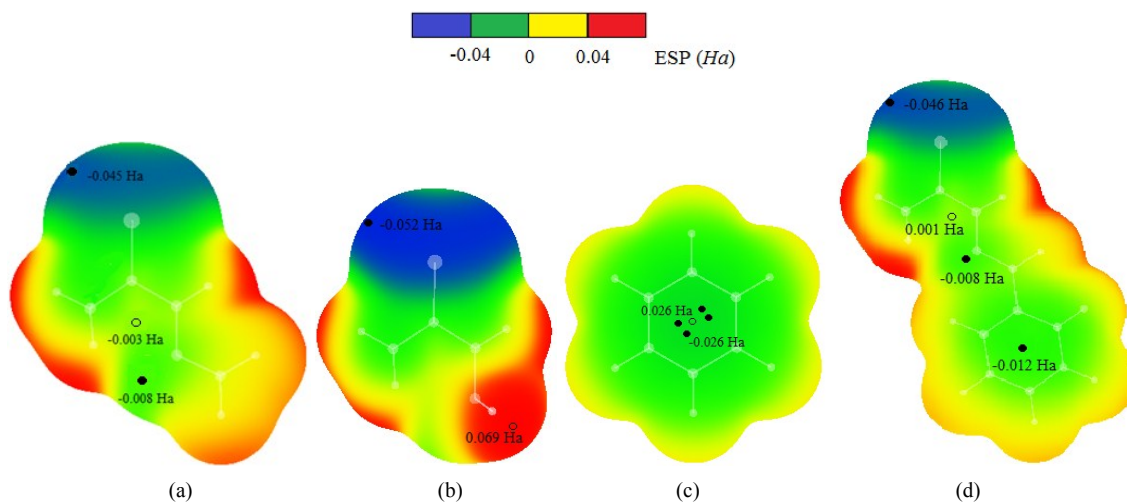 -0.04 0 0.04 ESP (Ha)
-0.045 Ha
-0.003 Ha
-0.008 Ha
(a)
-0.052 Ha
0.069 Ha
(b)
0.026 Ha
-0.026 Ha
(c)
-0.046 Ha
0.001 Ha
-0.008 Ha
-0.012 Ha
(d)